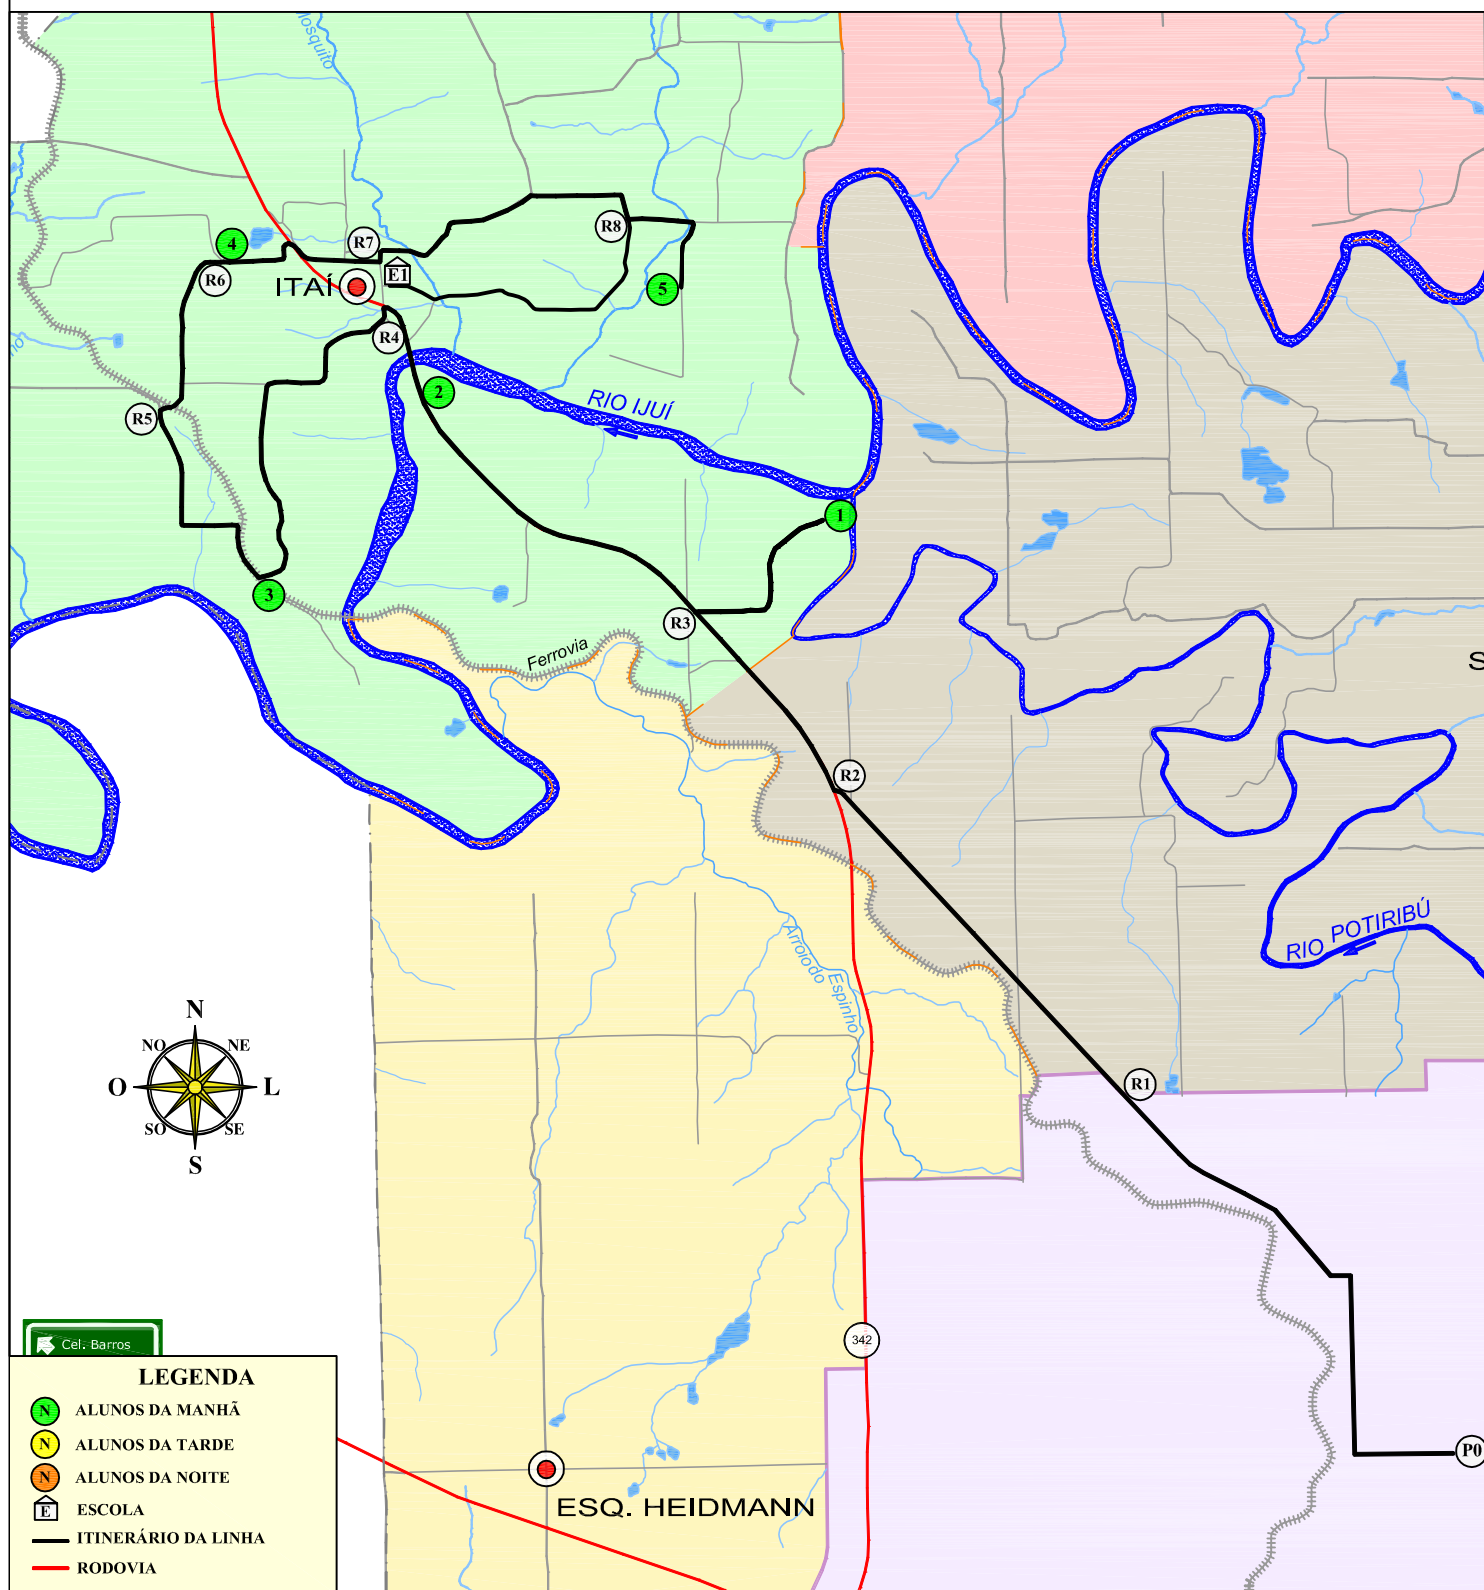 Mosquito
R8
4
R7
R6
ITAÍ
E1
5
R4
2
RIO IJUÍ
R5
1
3
R3
Ferrovia
R2
RIO POTIRIBÚ
Arroio do
Espinho
N
NO
NE
O
L
SO
SE
S
R1
342
P0
ESQ. HEIDMANN
Cel. Barros
LEGENDA
N ALUNOS DA MANHÃ
N ALUNOS DA TARDE
N ALUNOS DA NOITE
E ESCOLA
ITINERÁRIO DA LINHA
RODOVIA